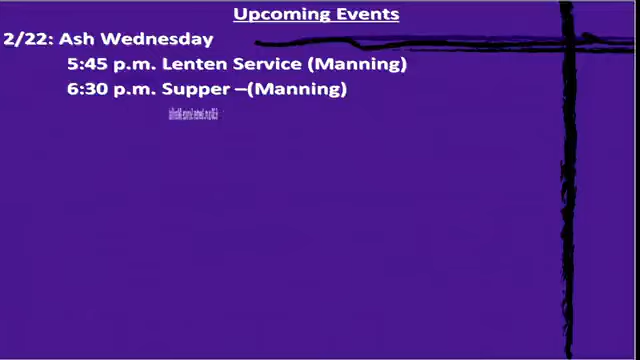 Upcoming Events
2/22: Ash Wednesday
5:45 p.m. Lenten Service (Manning)
6:30 p.m. Supper –(Manning)